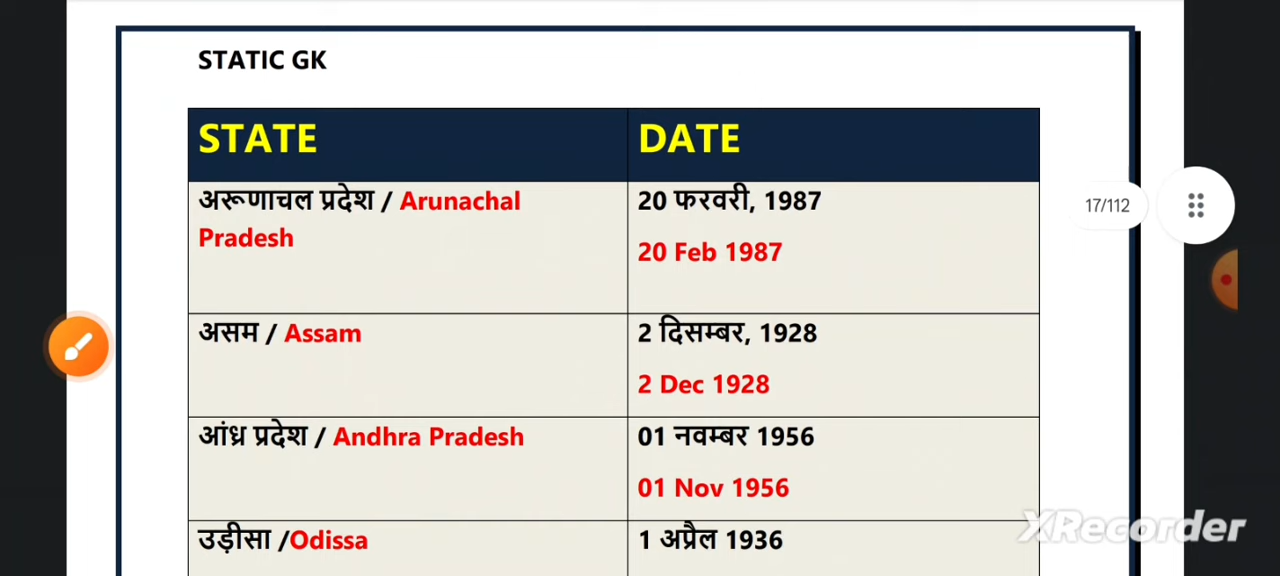 STATIC GK
STATE
DATE
अरूणाचल प्रदेश / Arunachal
Pradesh
20 फरवरी, 1987
20 Feb 1987
असम / Assam
2 दिसम्बर, 1928
2 Dec 1928
आंध्र प्रदेश / Andhra Pradesh
01 नवम्बर 1956
01 Nov 1956
उड़ीसा /Odissa
1 अप्रैल 1936
17/112
XRecorder